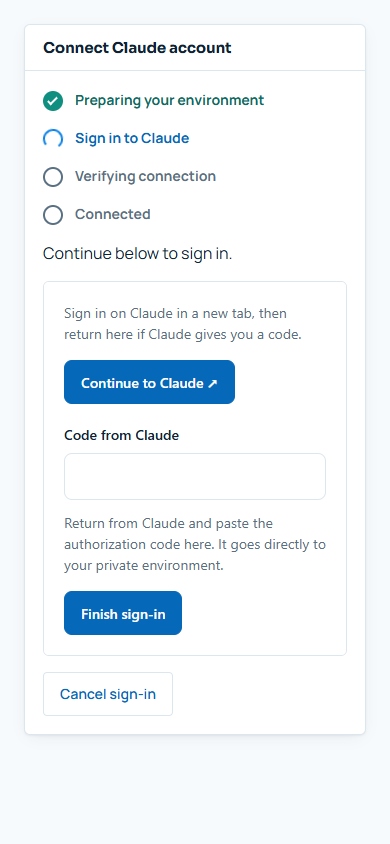 Connect Claude account
Preparing your environment
Sign in to Claude
Verifying connection
Connected
Continue below to sign in.
Sign in on Claude in a new tab, then
return here if Claude gives you a code.
Continue to Claude ↗
Code from Claude
Return from Claude and paste the
authorization code here. It goes directly to
your private environment.
Finish sign-in
Cancel sign-in